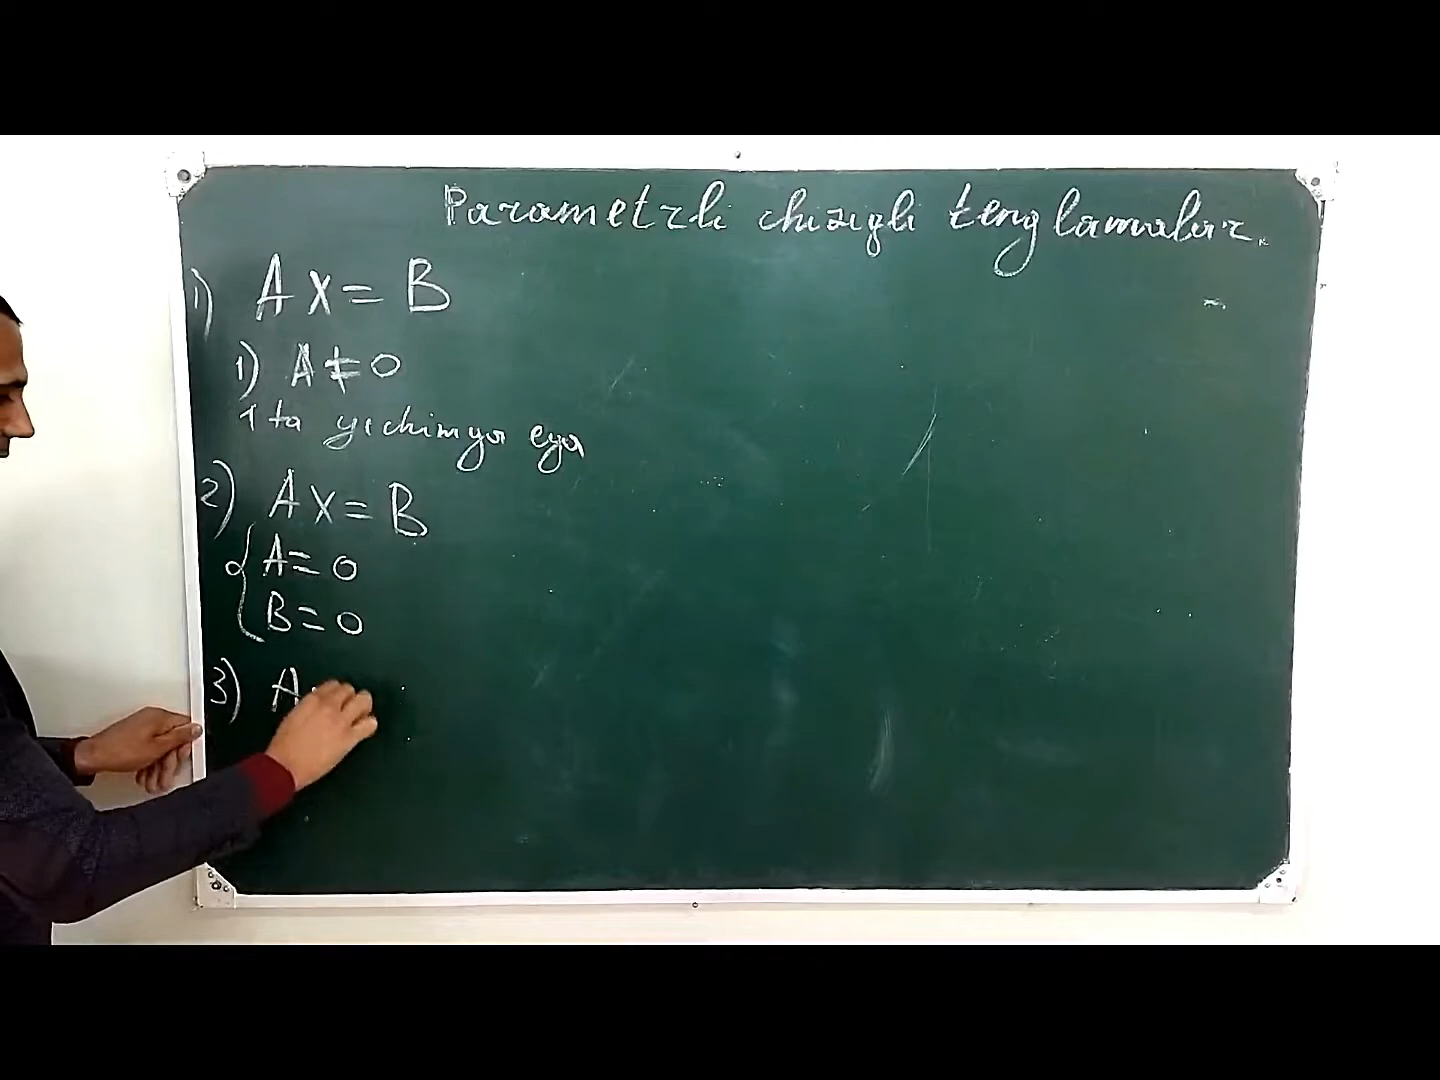 Parametrli chiziqli tenglamalar.
1) Ax = B
1) A ≠ 0
1 ta yechimga ega
2) Ax = B
{ A = 0
B = 0
3) A